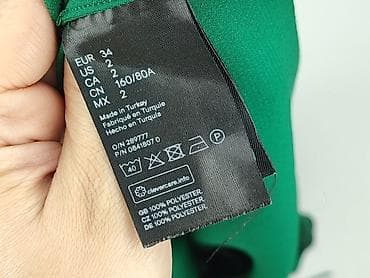 EUR 34
US 2
CA 2
CN 160/80A
MX 2
Made in Turkey
Fabriqué en Turquie
Hecho en Turquía
O/N 289777
P/N 0841807 0
40
P
clevercare.info
GB 100% POLYESTER.
CZ 100% POLYESTER.
DE 100% POLYESTER.